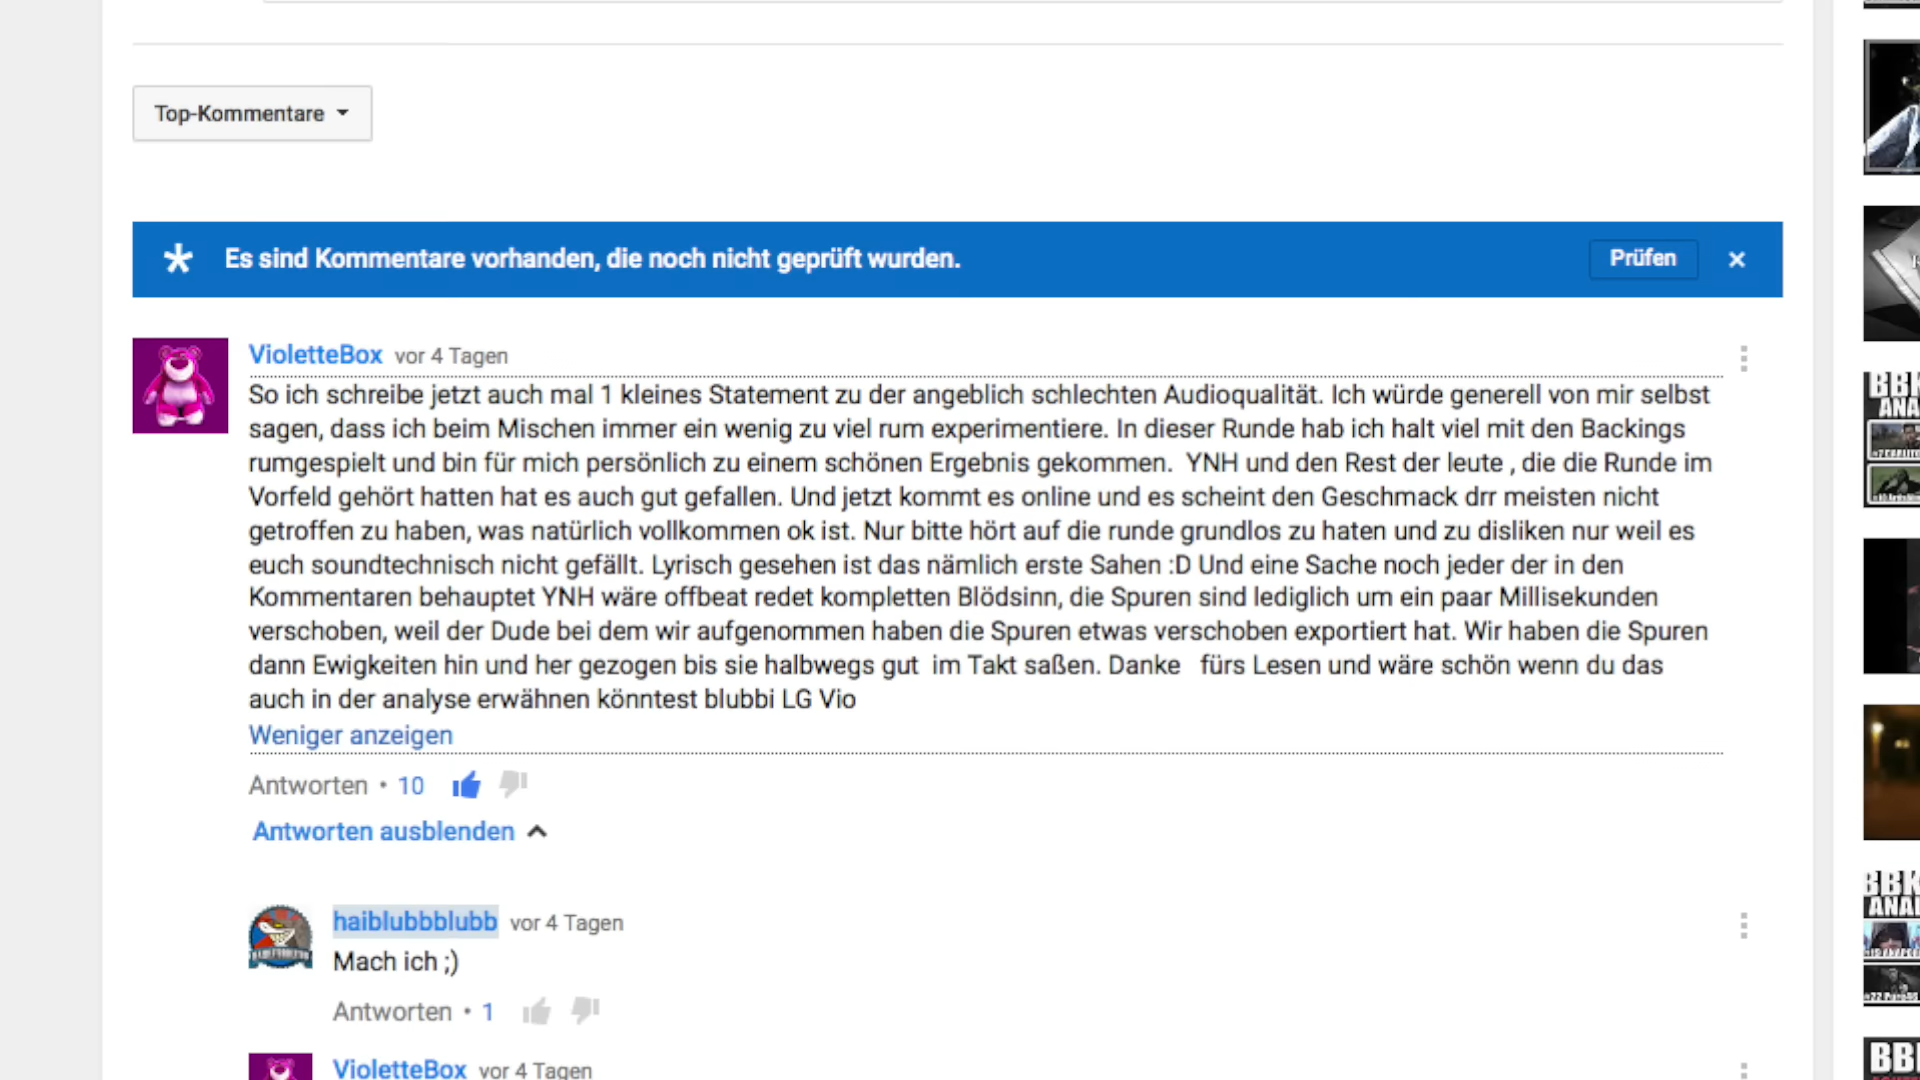 Top-Kommentare
Es sind Kommentare vorhanden, die noch nicht geprüft wurden.
Prüfen
VioletteBox vor 4 Tagen
So ich schreibe jetzt auch mal 1 kleines Statement zu der angeblich schlechten Audioqualität. Ich würde generell von mir selbst
sagen, dass ich beim Mischen immer ein wenig zu viel rum experimentiere. In dieser Runde hab ich halt viel mit den Backings
rumgespielt und bin für mich persönlich zu einem schönen Ergebnis gekommen. YNH und den Rest der leute , die die Runde im
Vorfeld gehört hatten hat es auch gut gefallen. Und jetzt kommt es online und es scheint den Geschmack drr meisten nicht
getroffen zu haben, was natürlich vollkommen ok ist. Nur bitte hört auf die runde grundlos zu haten und zu disliken nur weil es
euch soundtechnisch nicht gefällt. Lyrisch gesehen ist das nämlich erste Sahen :D Und eine Sache noch jeder der in den
Kommentaren behauptet YNH wäre offbeat redet kompletten Blödsinn, die Spuren sind lediglich um ein paar Millisekunden
verschoben, weil der Dude bei dem wir aufgenommen haben die Spuren etwas verschoben exportiert hat. Wir haben die Spuren
dann Ewigkeiten hin und her gezogen bis sie halbwegs gut im Takt saßen. Danke fürs Lesen und wäre schön wenn du das
auch in der analyse erwähnen könntest blubbi LG Vio
Weniger anzeigen
Antworten • 10
Antworten ausblenden
haiblubbblubb vor 4 Tagen
Mach ich ;)
Antworten • 1
VioletteBox vor 4 Tagen